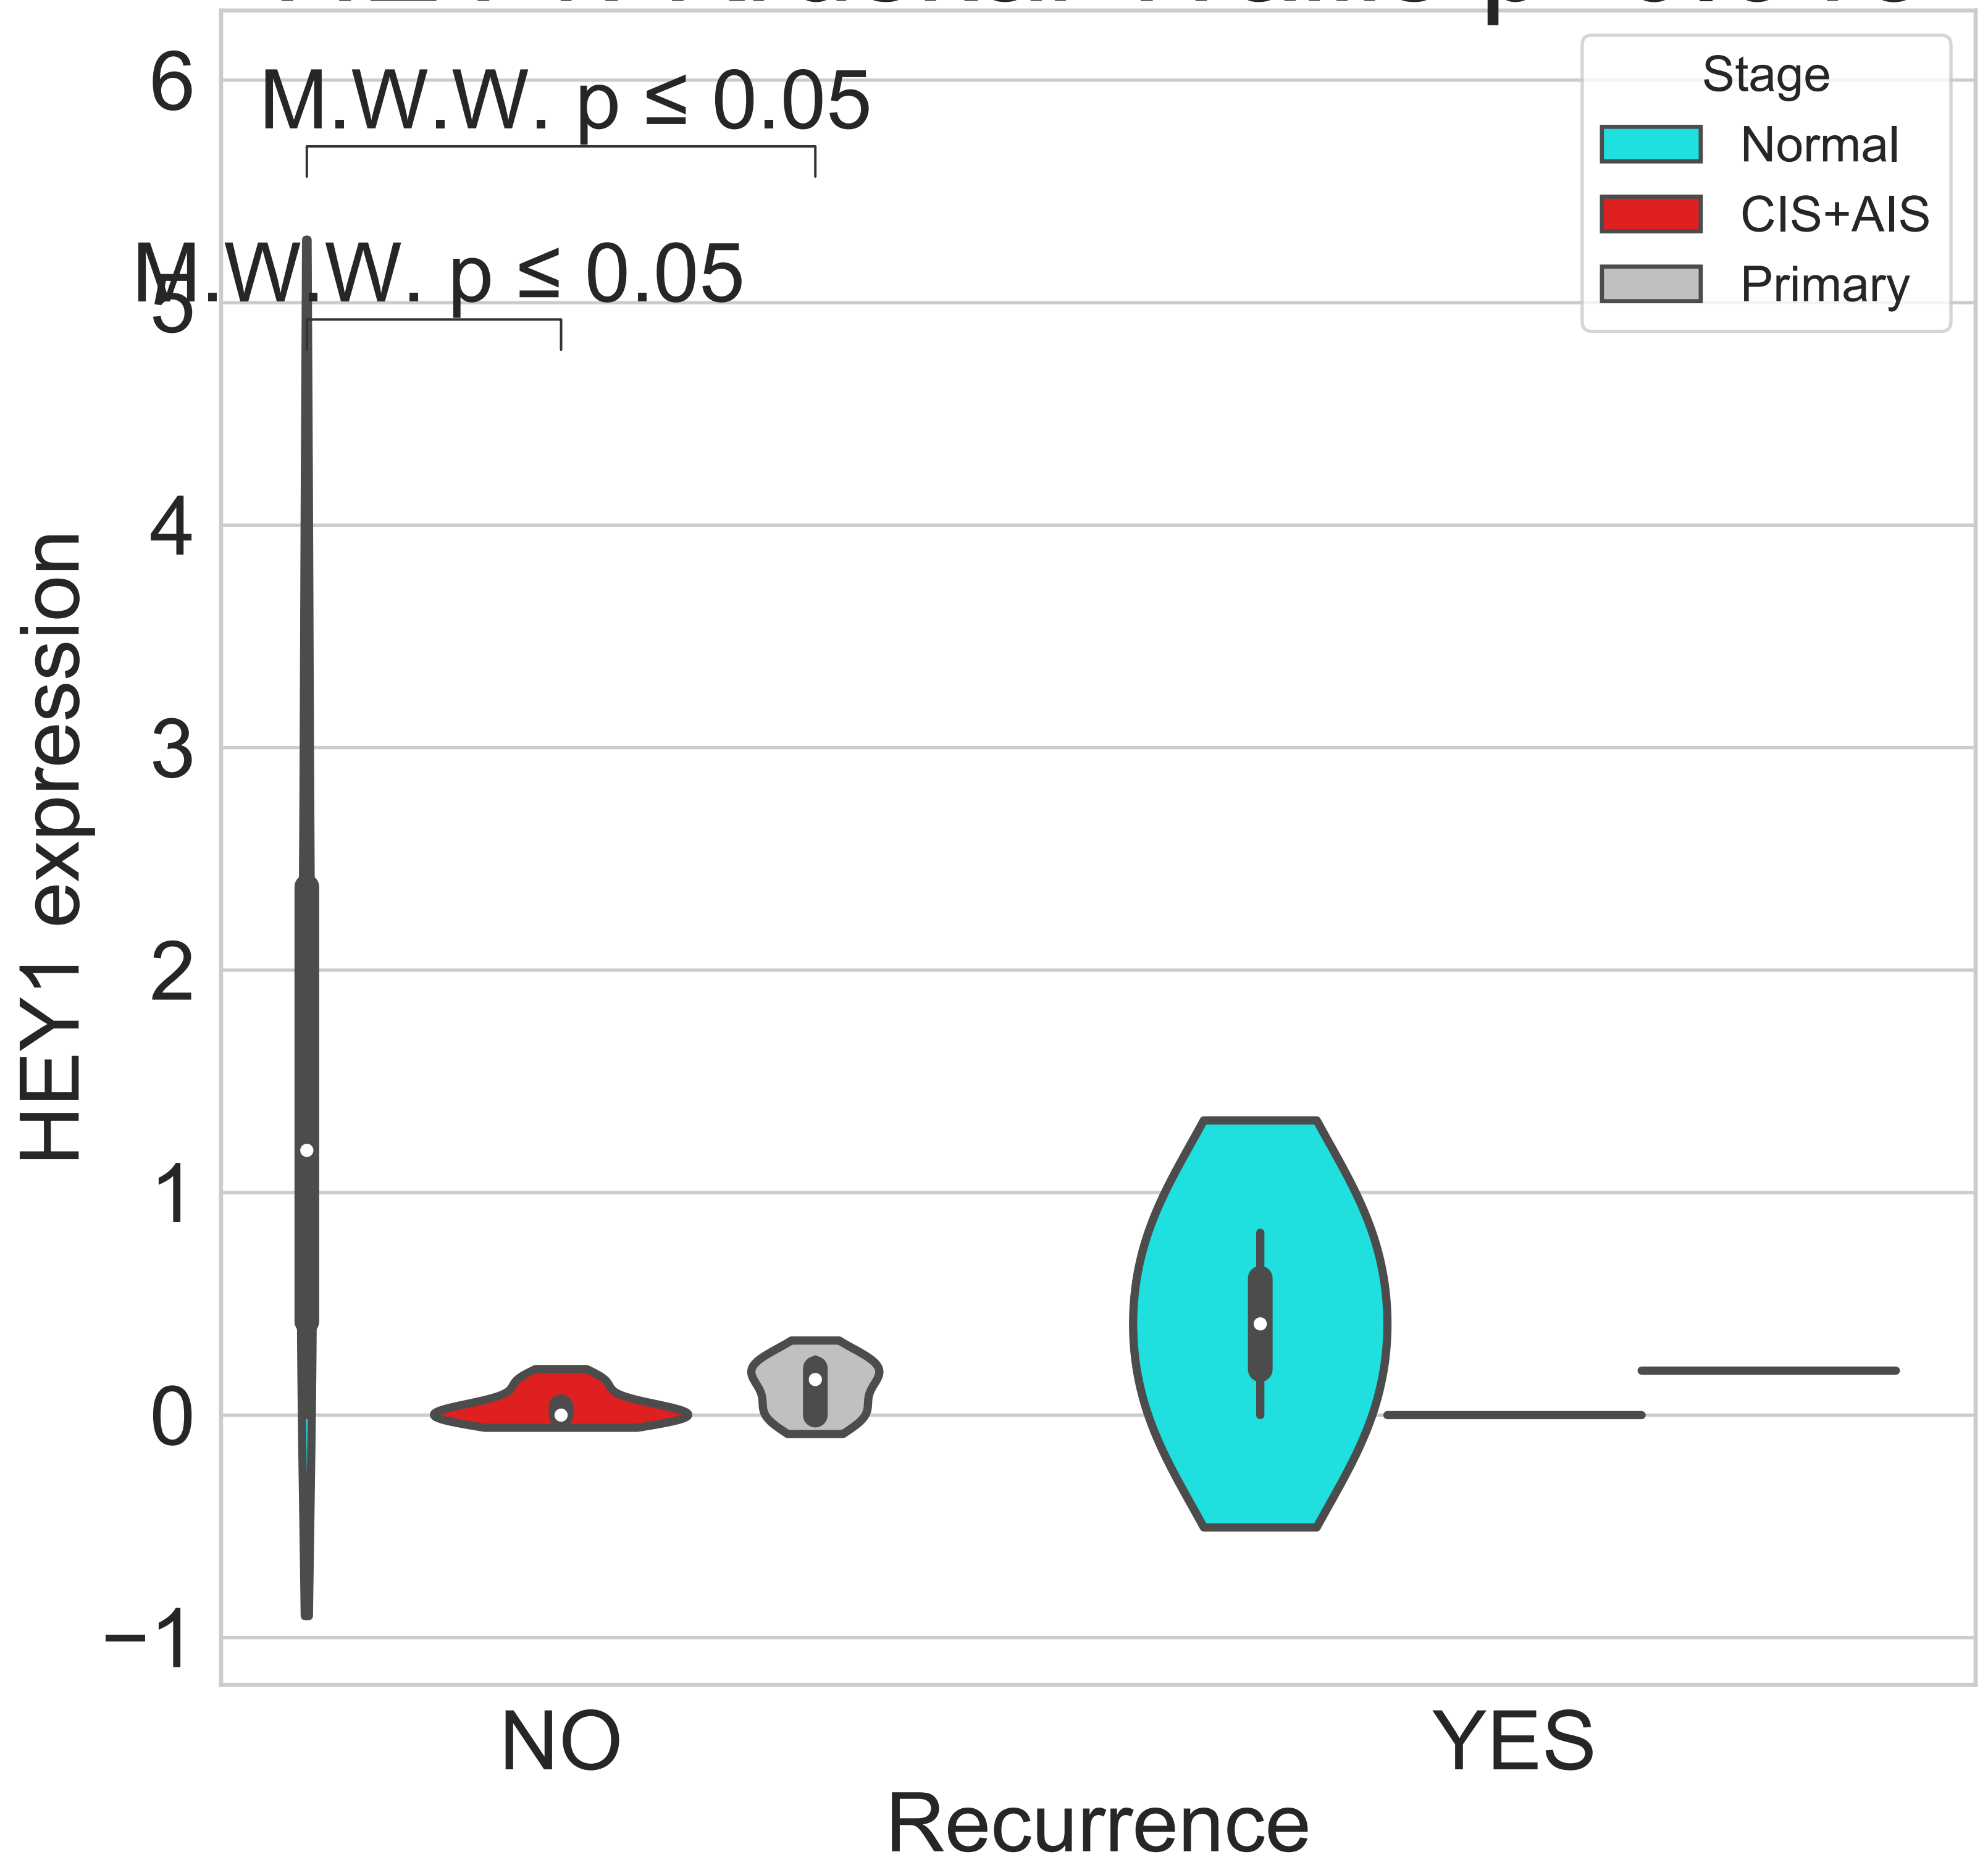 6
M.W.W. p ≤ 0.05
Stage
Normal
CIS+AIS
Primary
M.W.W. p ≤ 0.05
5
4
3
2
1
0
−1
HEY1 expression
NO
YES
Recurrence